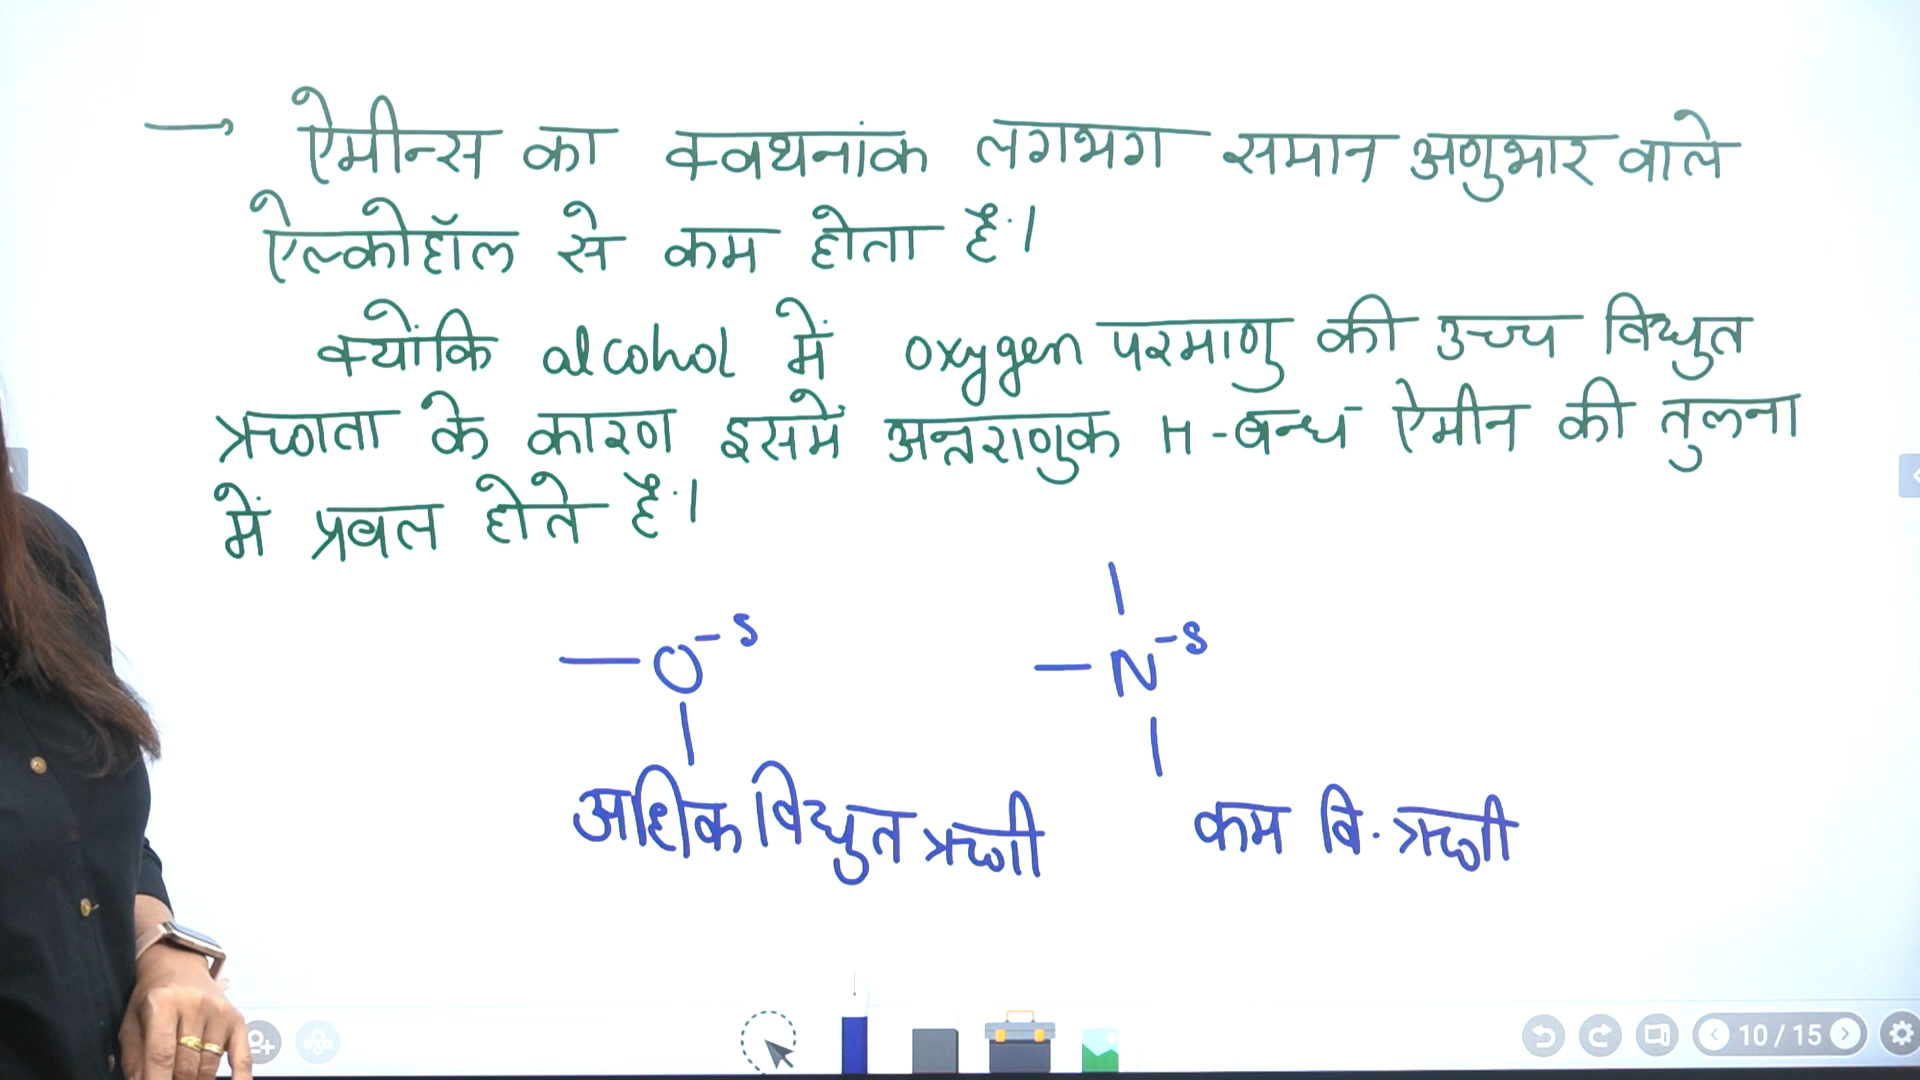 → ऐमीन्स का क्वथनांक लगभग समान अणुभार वाले
ऐल्कोहॉल से कम होता है।
क्योंकि alcohol में oxygen परमाणु की उच्च विद्युत
ऋणता के कारण इसमें अन्तराणुक H-बन्ध ऐमीन की तुलना
में प्रबल होते हैं।
—O⁻ᵟ —N⁻ᵟ
अधिक विद्युत ऋणी कम वि. ऋणी
10/15